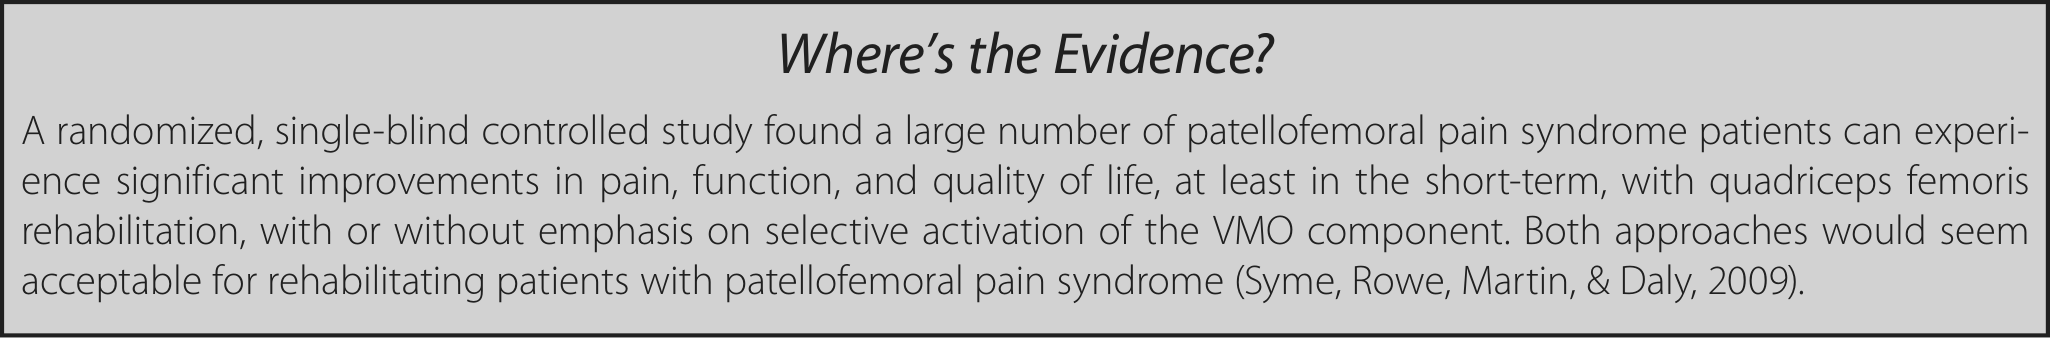 Where’s the Evidence?
A randomized, single-blind controlled study found a large number of patellofemoral pain syndrome patients can experi-
ence significant improvements in pain, function, and quality of life, at least in the short-term, with quadriceps femoris
rehabilitation, with or without emphasis on selective activation of the VMO component. Both approaches would seem
acceptable for rehabilitating patients with patellofemoral pain syndrome (Syme, Rowe, Martin, & Daly, 2009).